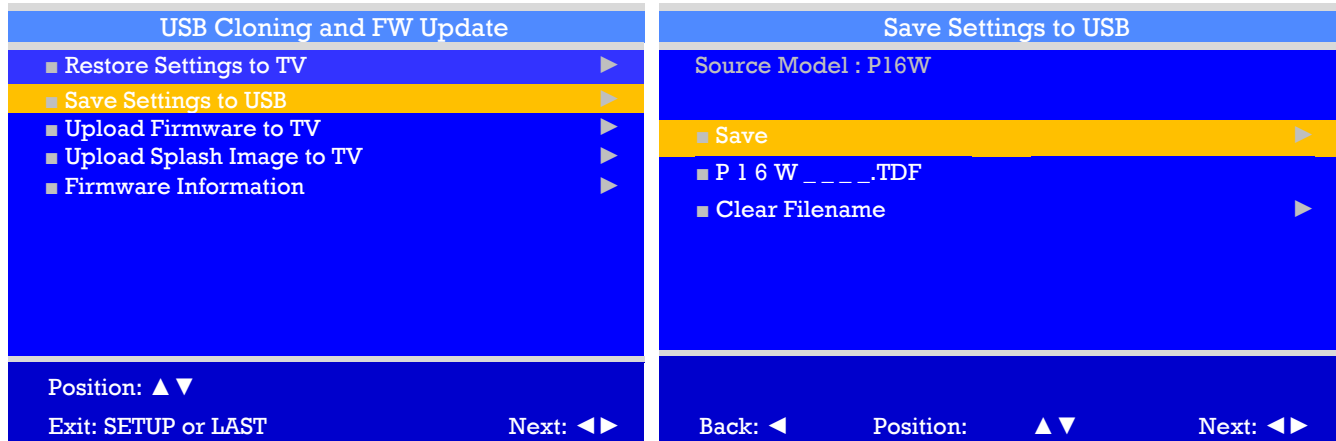 USB Cloning and FW Update
■ Restore Settings to TV ►
■ Save Settings to USB ►
■ Upload Firmware to TV ►
■ Upload Splash Image to TV ►
■ Firmware Information ►
Position: ▲▼
Exit: SETUP or LAST Next: ◄►
Save Settings to USB
Source Model : P16W
■ Save ►
■ P 1 6 W _ _ _ _.TDF
■ Clear Filename ►
Back: ◄ Position: ▲▼ Next: ◄►